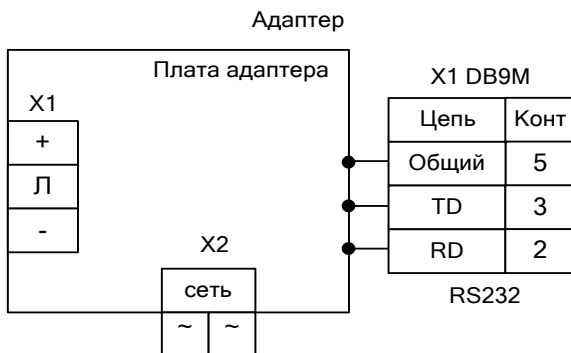 Адаптер
Плата адаптера
X1 DB9M
X1
Цепь Конт
+
Общий 5
Л
TD 3
-
X2
RD 2
сеть
RS232
~ ~